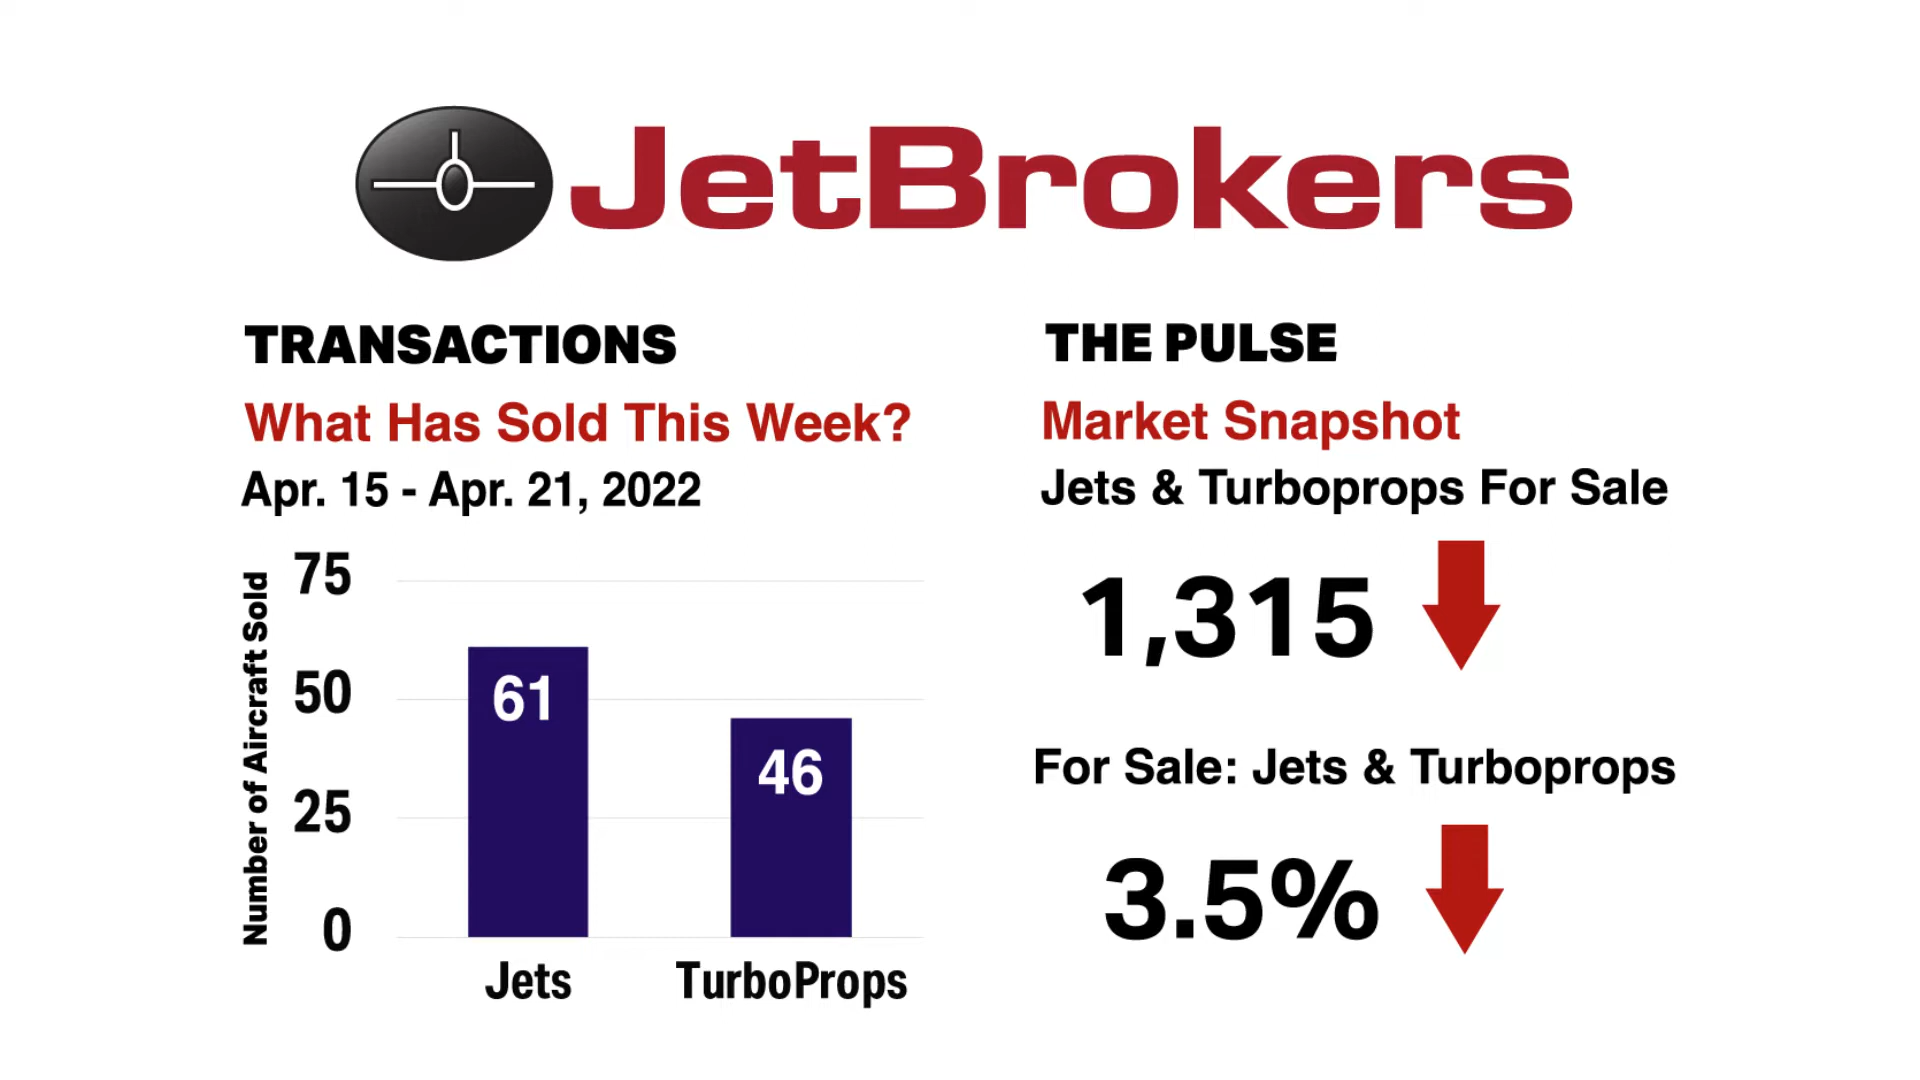 JetBrokers
TRANSACTIONS
What Has Sold This Week?
Apr. 15 - Apr. 21, 2022
Number of Aircraft Sold
75
50
25
0
61
46
Jets
TurboProps
THE PULSE
Market Snapshot
Jets & Turboprops For Sale
1,315
For Sale: Jets & Turboprops
3.5%